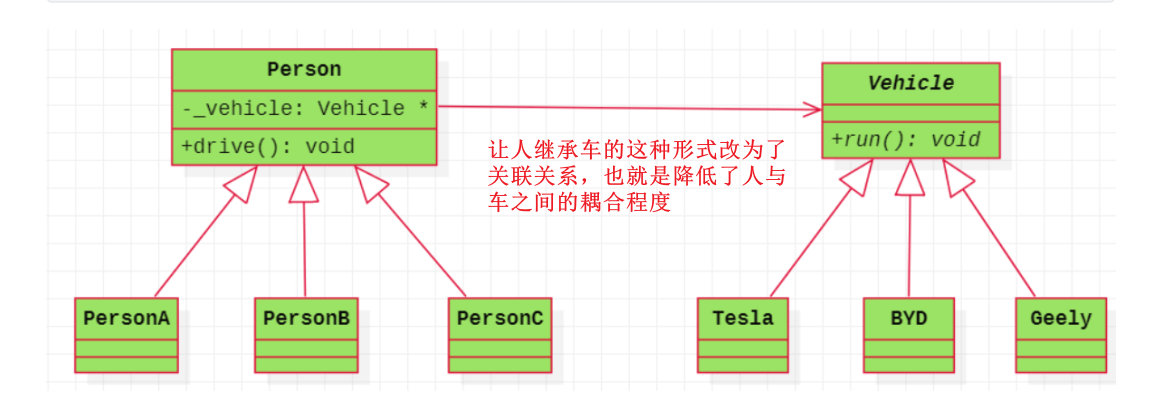 Person
-_vehicle: Vehicle *
+drive(): void
Vehicle
+run(): void
让人继承车的这种形式改为了
关联关系，也就是降低了人与
车之间的耦合程度
PersonA
PersonB
PersonC
Tesla
BYD
Geely